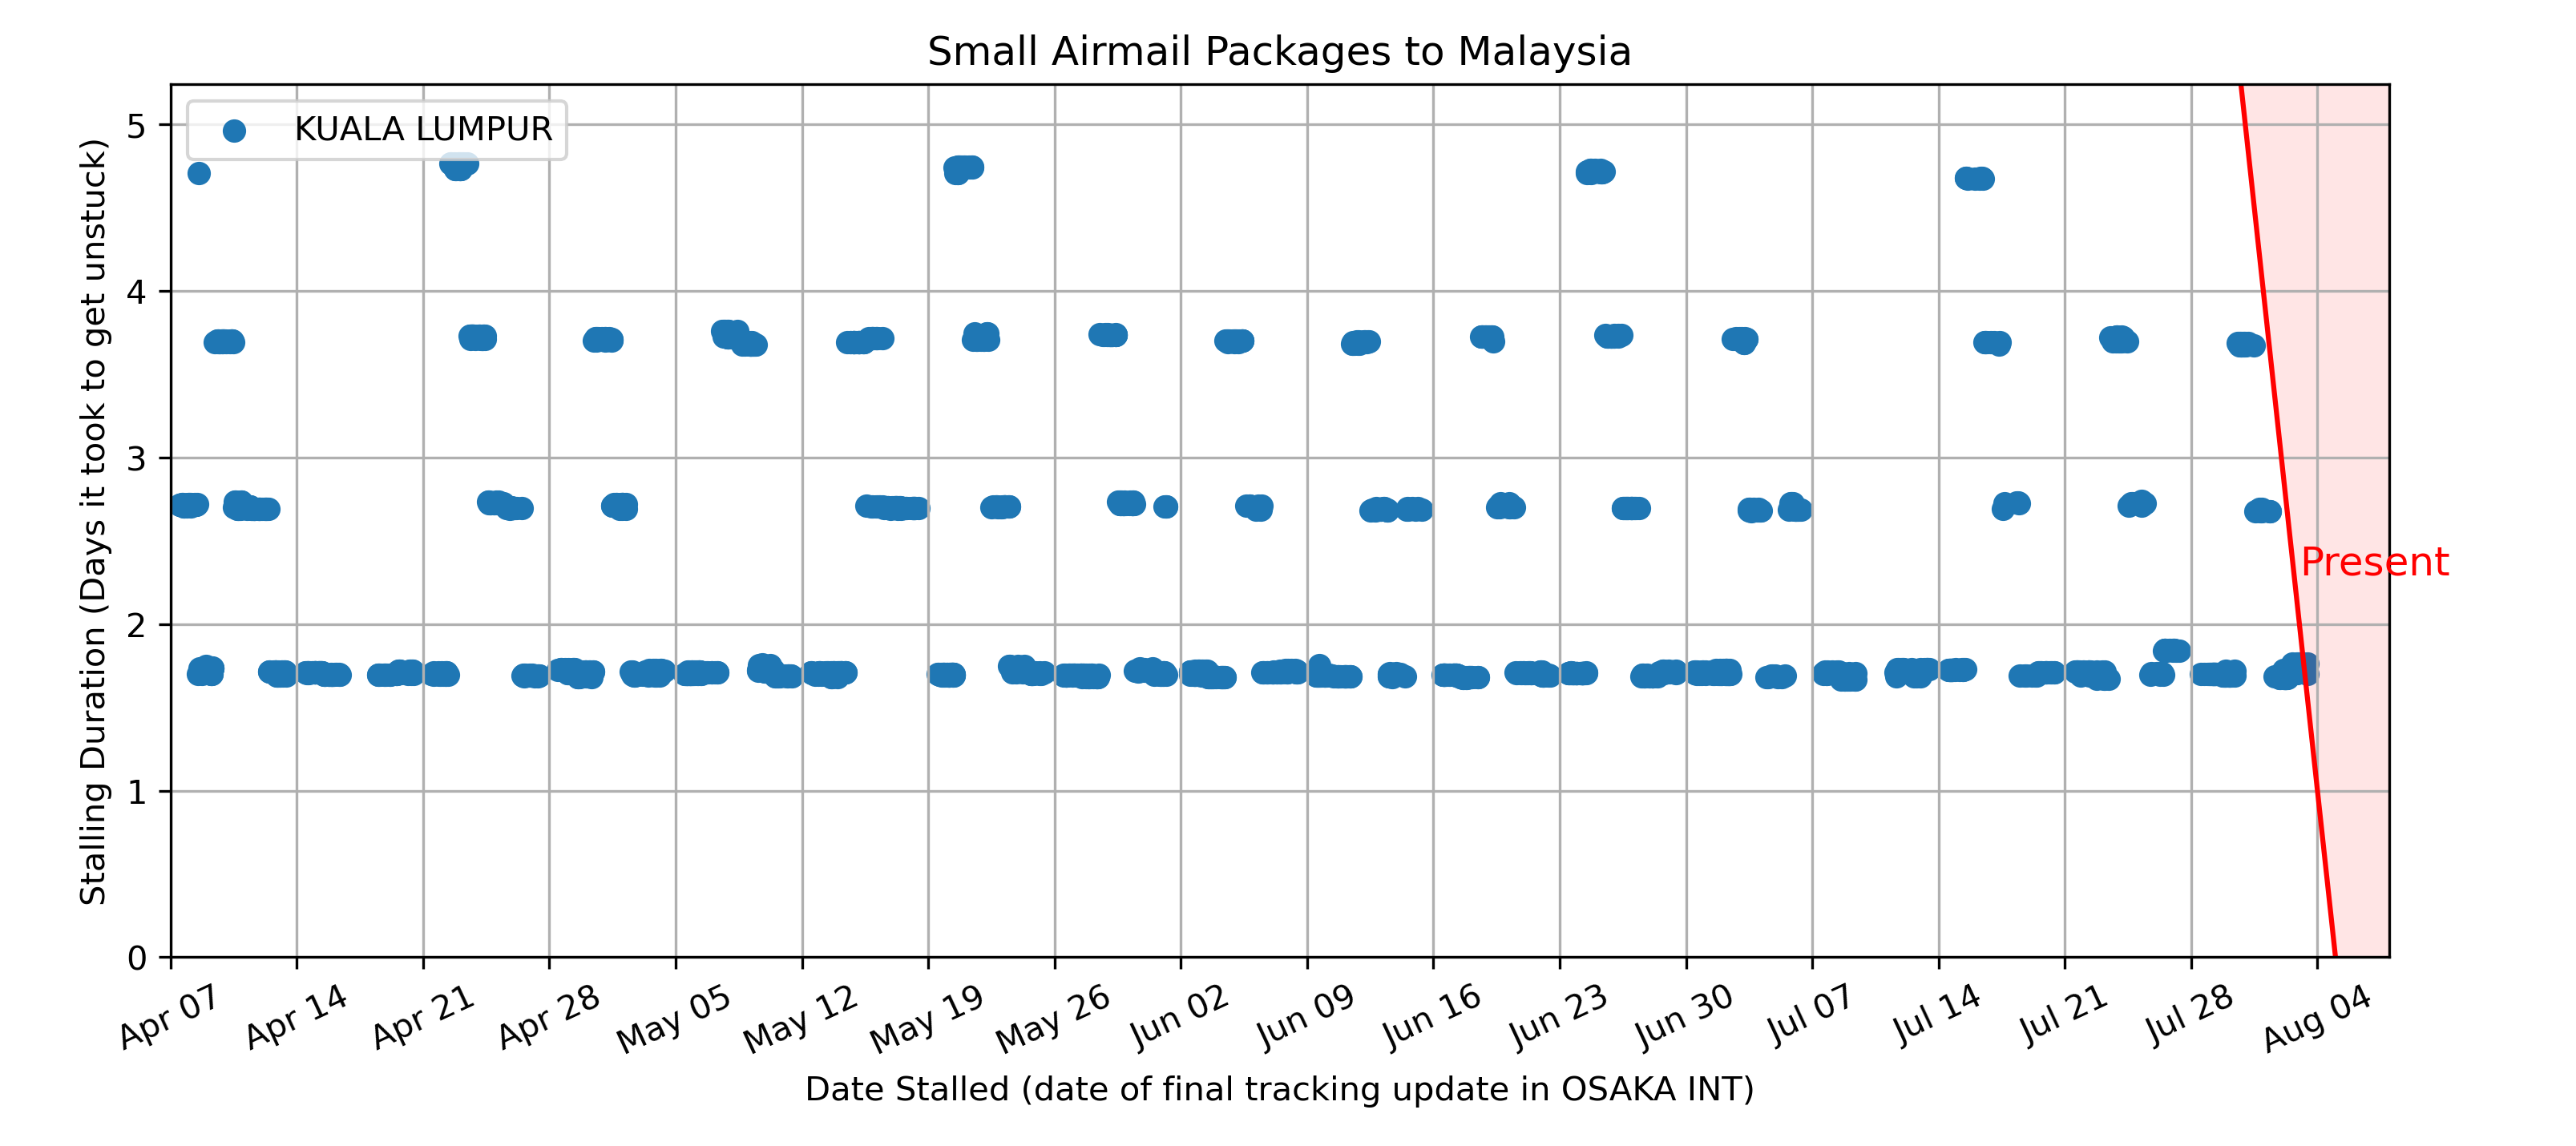 Small Airmail Packages to Malaysia
KUALA LUMPUR
Stalling Duration (Days it took to get unstuck)
5
4
3
2
1
0
Present
Apr 07
Apr 14
Apr 21
Apr 28
May 05
May 12
May 19
May 26
Jun 02
Jun 09
Jun 16
Jun 23
Jun 30
Jul 07
Jul 14
Jul 21
Jul 28
Aug 04
Date Stalled (date of final tracking update in OSAKA INT)